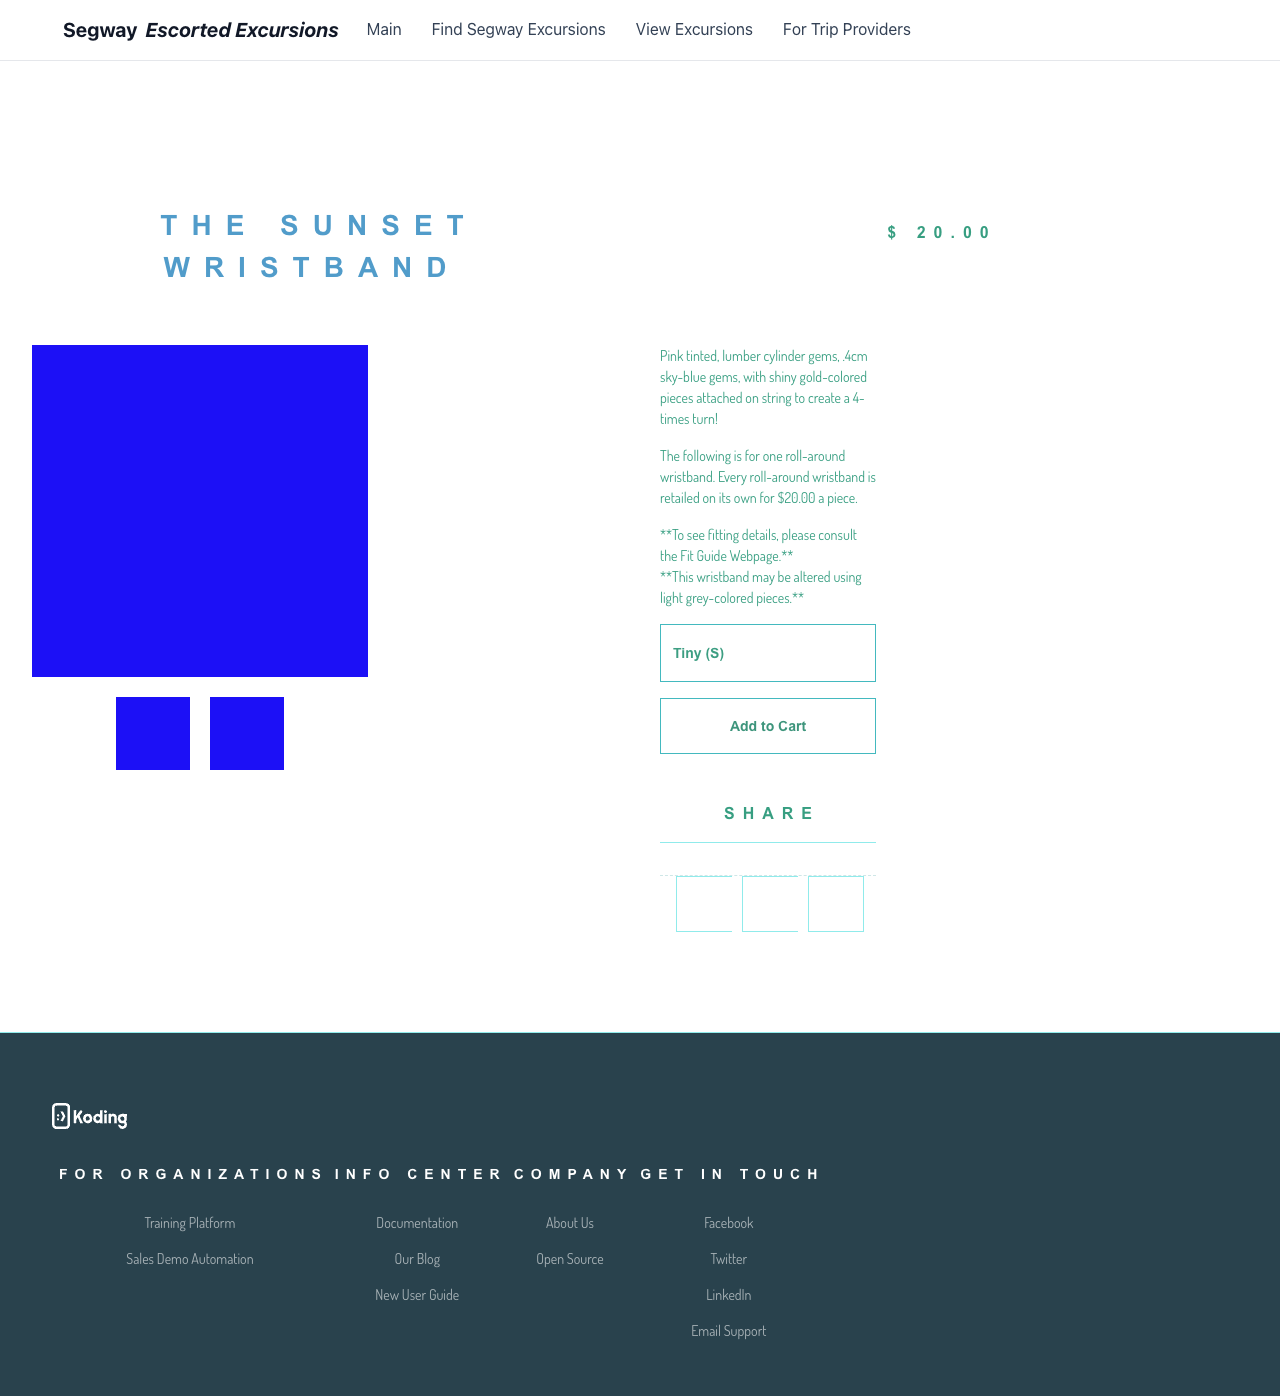 Segway Escorted Excursions Main Find Segway Excursions View Excursions For Trip Providers
THE SUNSET
WRISTBAND
$ 20.00
Pink tinted, lumber cylinder gems, .4cm
sky-blue gems, with shiny gold-colored
pieces attached on string to create a 4-
times turn!
The following is for one roll-around
wristband. Every roll-around wristband is
retailed on its own for $20.00 a piece.
**To see fitting details, please consult
the Fit Guide Webpage.**
**This wristband may be altered using
light grey-colored pieces.**
Tiny (S)
Add to Cart
SHARE
Koding
FOR ORGANIZATIONS INFO CENTER COMPANY GET IN TOUCH
Training Platform Documentation About Us Facebook
Sales Demo Automation Our Blog Open Source Twitter
New User Guide LinkedIn
Email Support